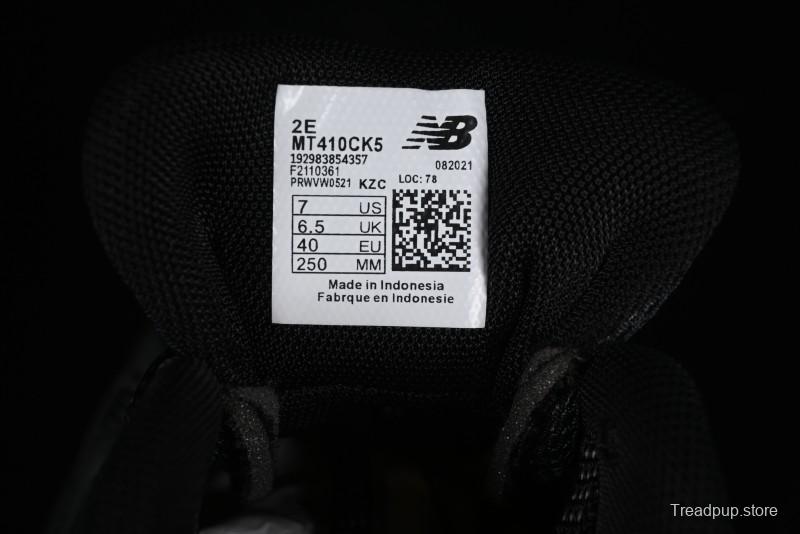 2E
MT410CK5
192983854357
F2110361
PRWVW0521 KZC
NB
082021
LOC: 78
7 US
6.5 UK
40 EU
250 MM
Made in Indonesia
Fabrque en Indonesie
Treadpup.store